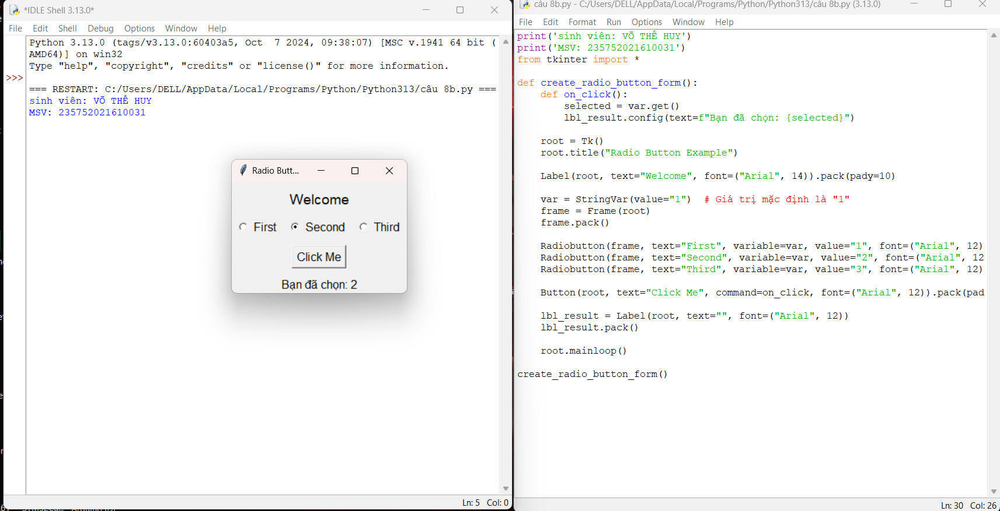 *IDLE Shell 3.13.0*
File Edit Shell Debug Options Window Help
Python 3.13.0 (tags/v3.13.0:60403a5, Oct  7 2024, 09:38:07) [MSC v.1941 64 bit (
AMD64)] on win32
Type "help", "copyright", "credits" or "license()" for more information.
>>>
=== RESTART: C:/Users/DELL/AppData/Local/Programs/Python/Python313/câu 8b.py ===
sinh viên: VÕ THẾ HUY
MSV: 235752021610031
Radio Butt...
Welcome
First Second Third
Click Me
Bạn đã chọn: 2
Ln: 5 Col: 0
câu 8b.py - C:/Users/DELL/AppData/Local/Programs/Python/Python313/câu 8b.py (3.13.0)
File Edit Format Run Options Window Help
print('sinh viên: VÕ THẾ HUY')
print('MSV: 235752021610031')
from tkinter import *
def create_radio_button_form():
    def on_click():
        selected = var.get()
        lbl_result.config(text=f"Bạn đã chọn: {selected}")
    root = Tk()
    root.title("Radio Button Example")
    Label(root, text="Welcome", font=("Arial", 14)).pack(pady=10)
    var = StringVar(value="1")  # Giá trị mặc định là "1"
    frame = Frame(root)
    frame.pack()
    Radiobutton(frame, text="First", variable=var, value="1", font=("Arial", 12)
    Radiobutton(frame, text="Second", variable=var, value="2", font=("Arial", 12
    Radiobutton(frame, text="Third", variable=var, value="3", font=("Arial", 12)
    Button(root, text="Click Me", command=on_click, font=("Arial", 12)).pack(pad
    lbl_result = Label(root, text="", font=("Arial", 12))
    lbl_result.pack()
    root.mainloop()
create_radio_button_form()
Ln: 30 Col: 26